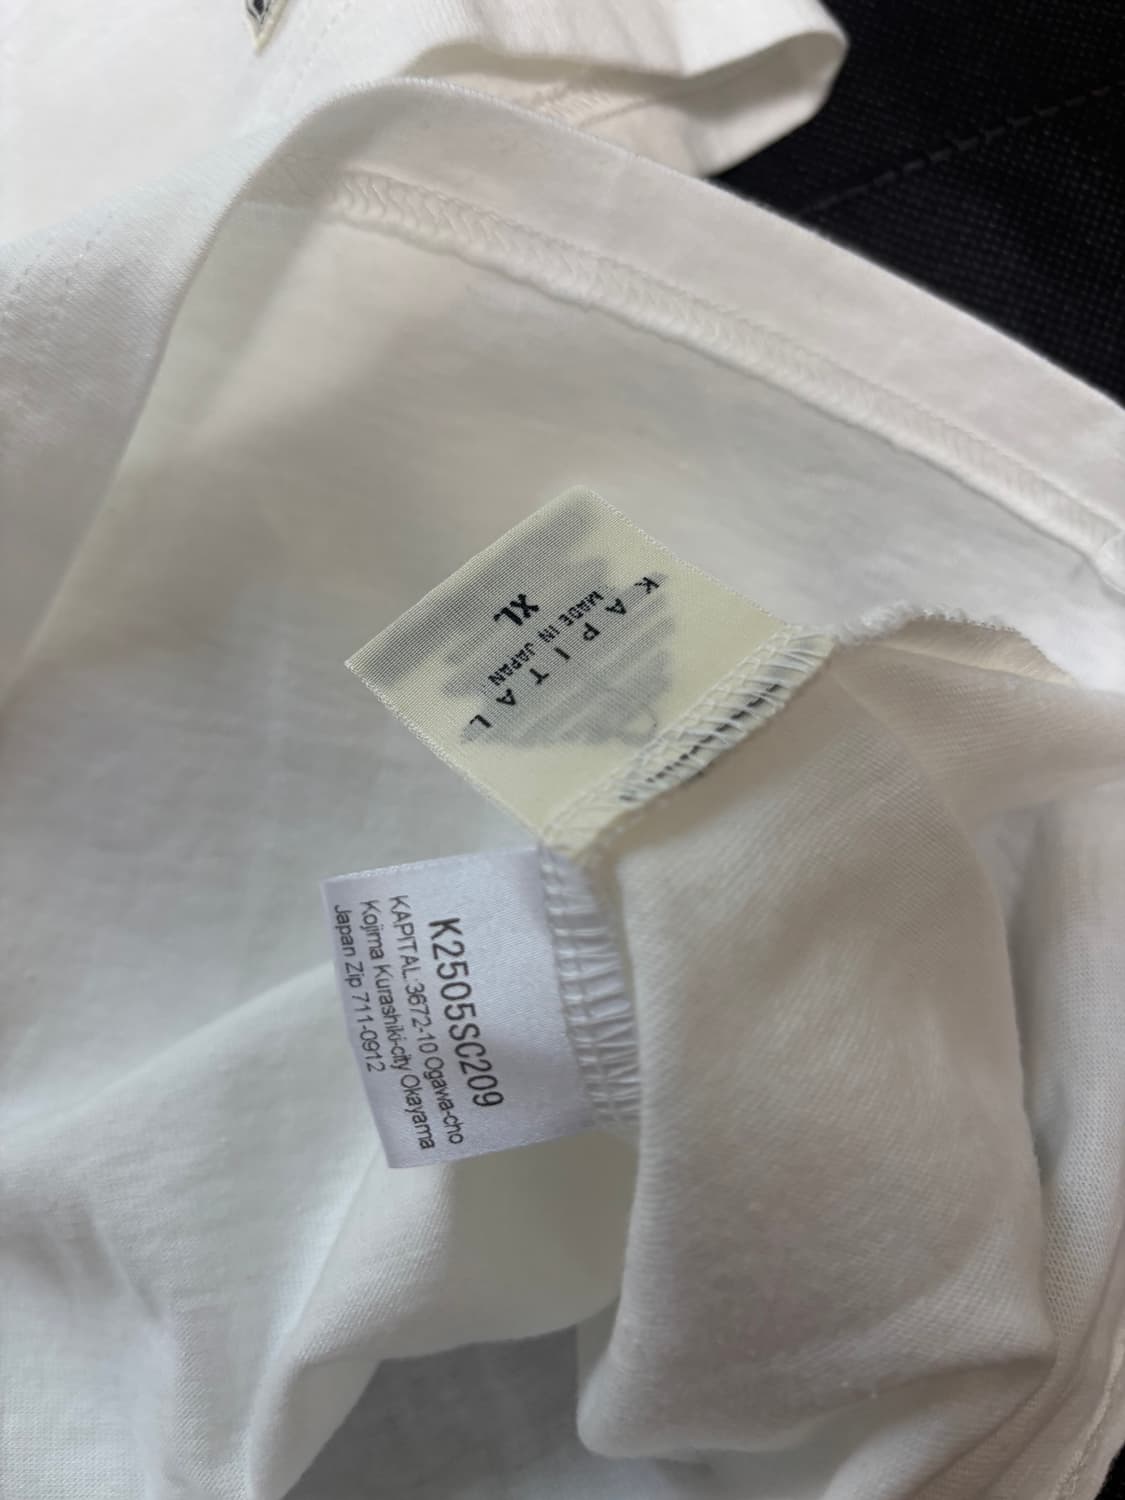 KAPITAL
MADE IN JAPAN
XL
K2505SC209
KAPITAL:3672-10 Ogawa-cho
Kojima Kurashiki-city Okayama
Japan Zip 711-0912